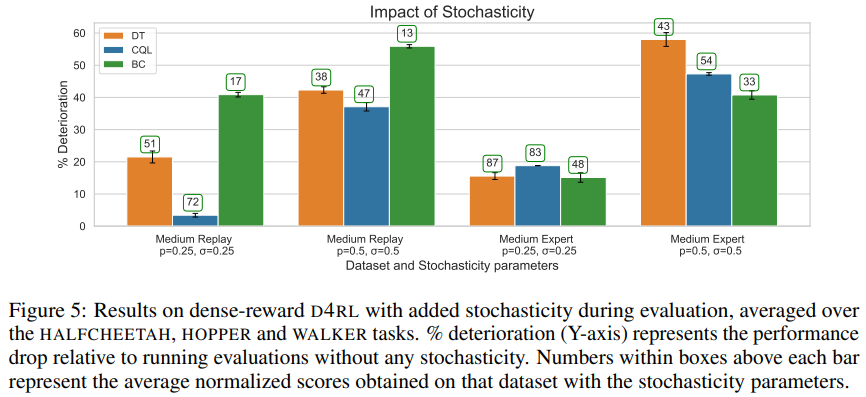 Impact of Stochasticity
DT
CQL
BC
% Deterioration
60
50
40
30
20
10
0
51
72
17
38
47
13
87
83
48
43
54
33
Medium Replay
p=0.25, σ=0.25
Medium Replay
p=0.5, σ=0.5
Medium Expert
p=0.25, σ=0.25
Medium Expert
p=0.5, σ=0.5
Dataset and Stochasticity parameters
Figure 5: Results on dense-reward D4RL with added stochasticity during evaluation, averaged over
the HALFCHEETAH, HOPPER and WALKER tasks. % deterioration (Y-axis) represents the performance
drop relative to running evaluations without any stochasticity. Numbers within boxes above each bar
represent the average normalized scores obtained on that dataset with the stochasticity parameters.